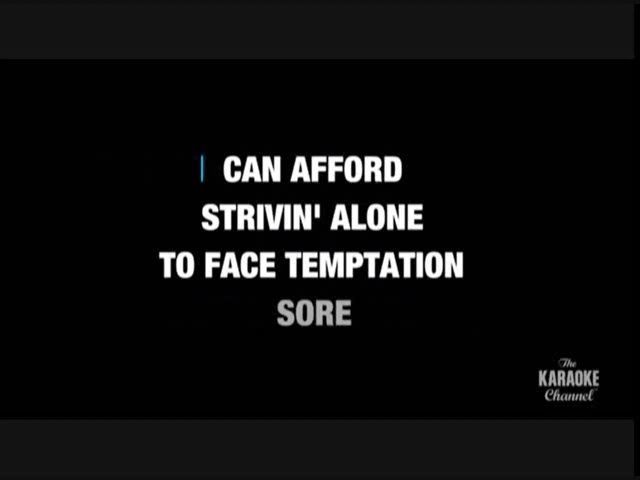 I CAN AFFORD
STRIVIN' ALONE
TO FACE TEMPTATION
SORE
The
KARAOKE
Channel